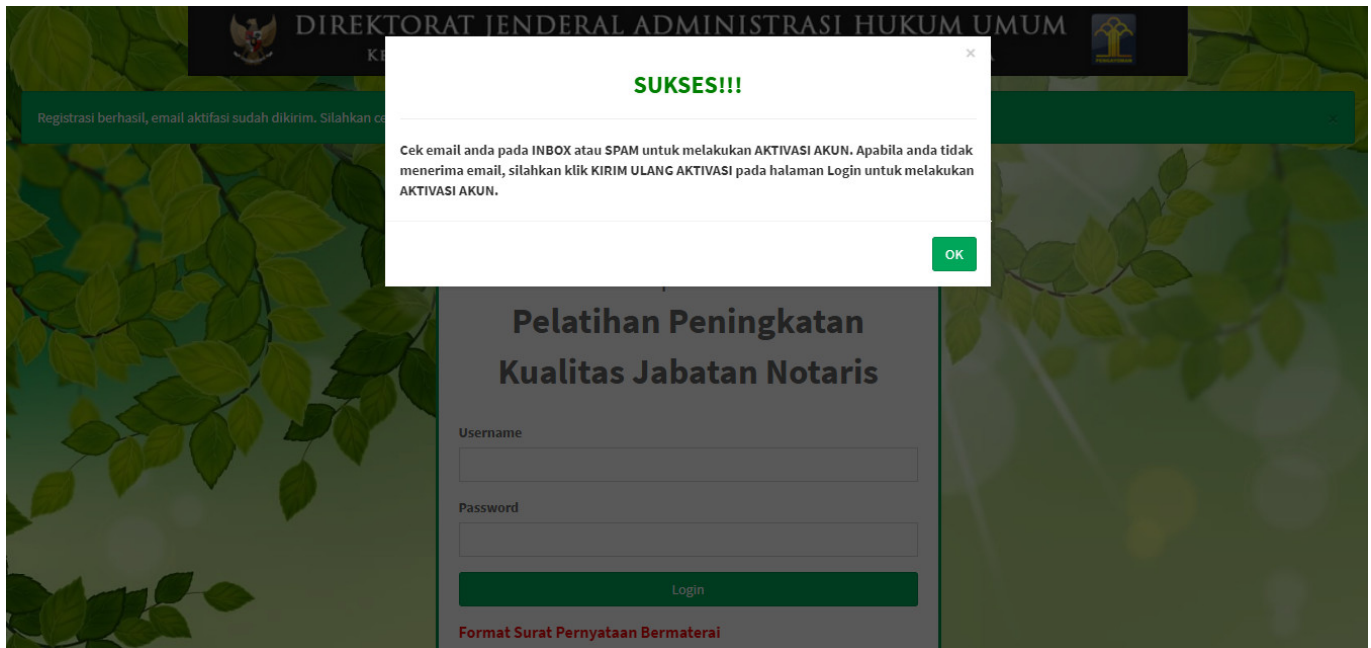 DIREKTORAT JENDERAL ADMINISTRASI HUKUM UMUM
×
SUKSES!!!
Registrasi berhasil, email aktifasi sudah dikirim. Silahkan
×
Cek email anda pada INBOX atau SPAM untuk melakukan AKTIVASI AKUN. Apabila anda tidak
menerima email, silahkan klik KIRIM ULANG AKTIVASI pada halaman Login untuk melakukan
AKTIVASI AKUN.
OK
Pelatihan Peningkatan
Kualitas Jabatan Notaris
Username
Password
Login
Format Surat Pernyataan Bermaterai